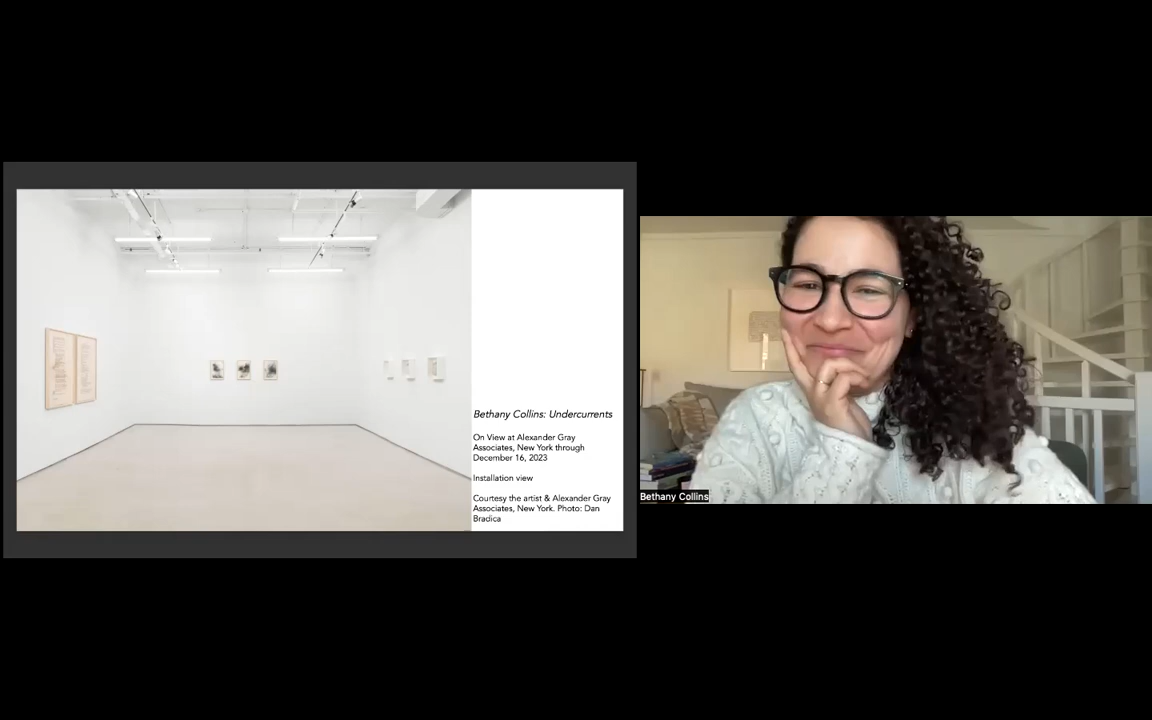 Bethany Collins: Undercurrents
On View at Alexander Gray
Associates, New York through
December 16, 2023
Installation view
Courtesy the artist & Alexander Gray
Associates, New York. Photo: Dan
Bradica
Bethany Collins